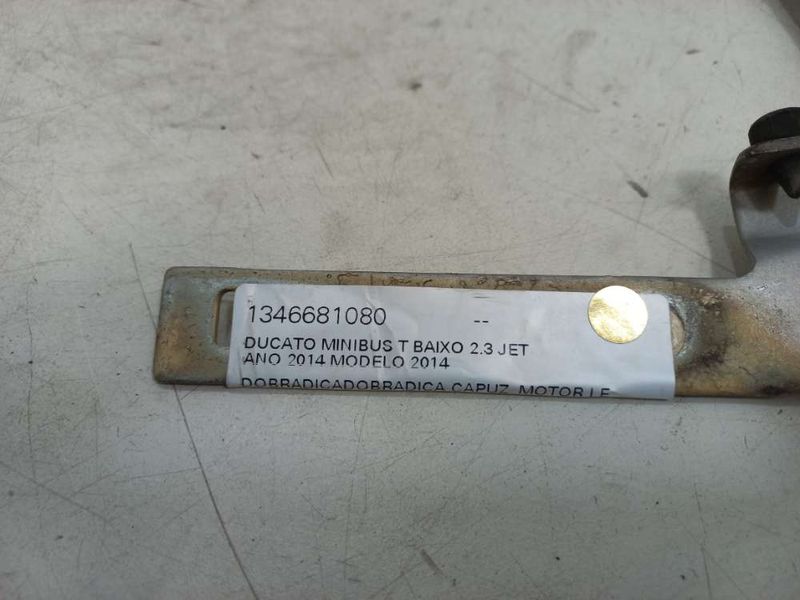 1346681080 --
DUCATO MINIBUS T BAIXO 2.3 JET
ANO 2014 MODELO 2014
DOBRADICADOBRADICA CAPUZ MOTOR LE